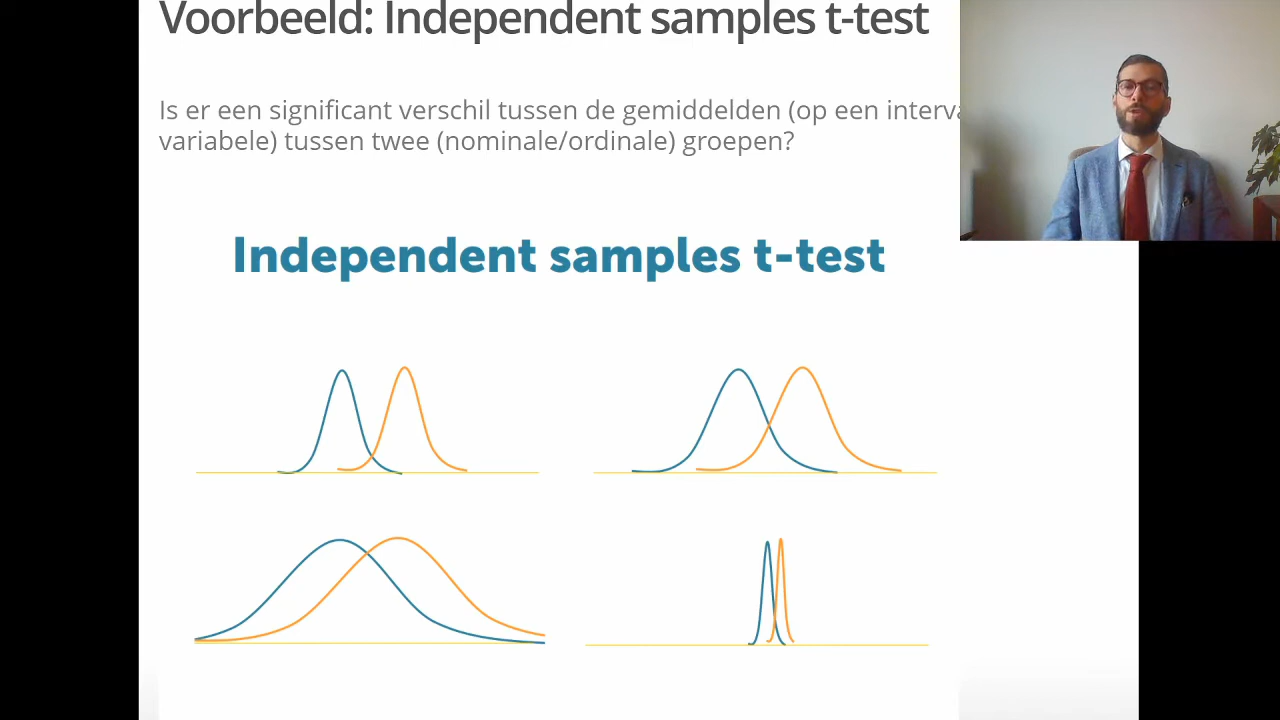 Voorbeeld: Independent samples t-test
Is er een significant verschil tussen de gemiddelden (op een interva
variabele) tussen twee (nominale/ordinale) groepen?
Independent samples t-test